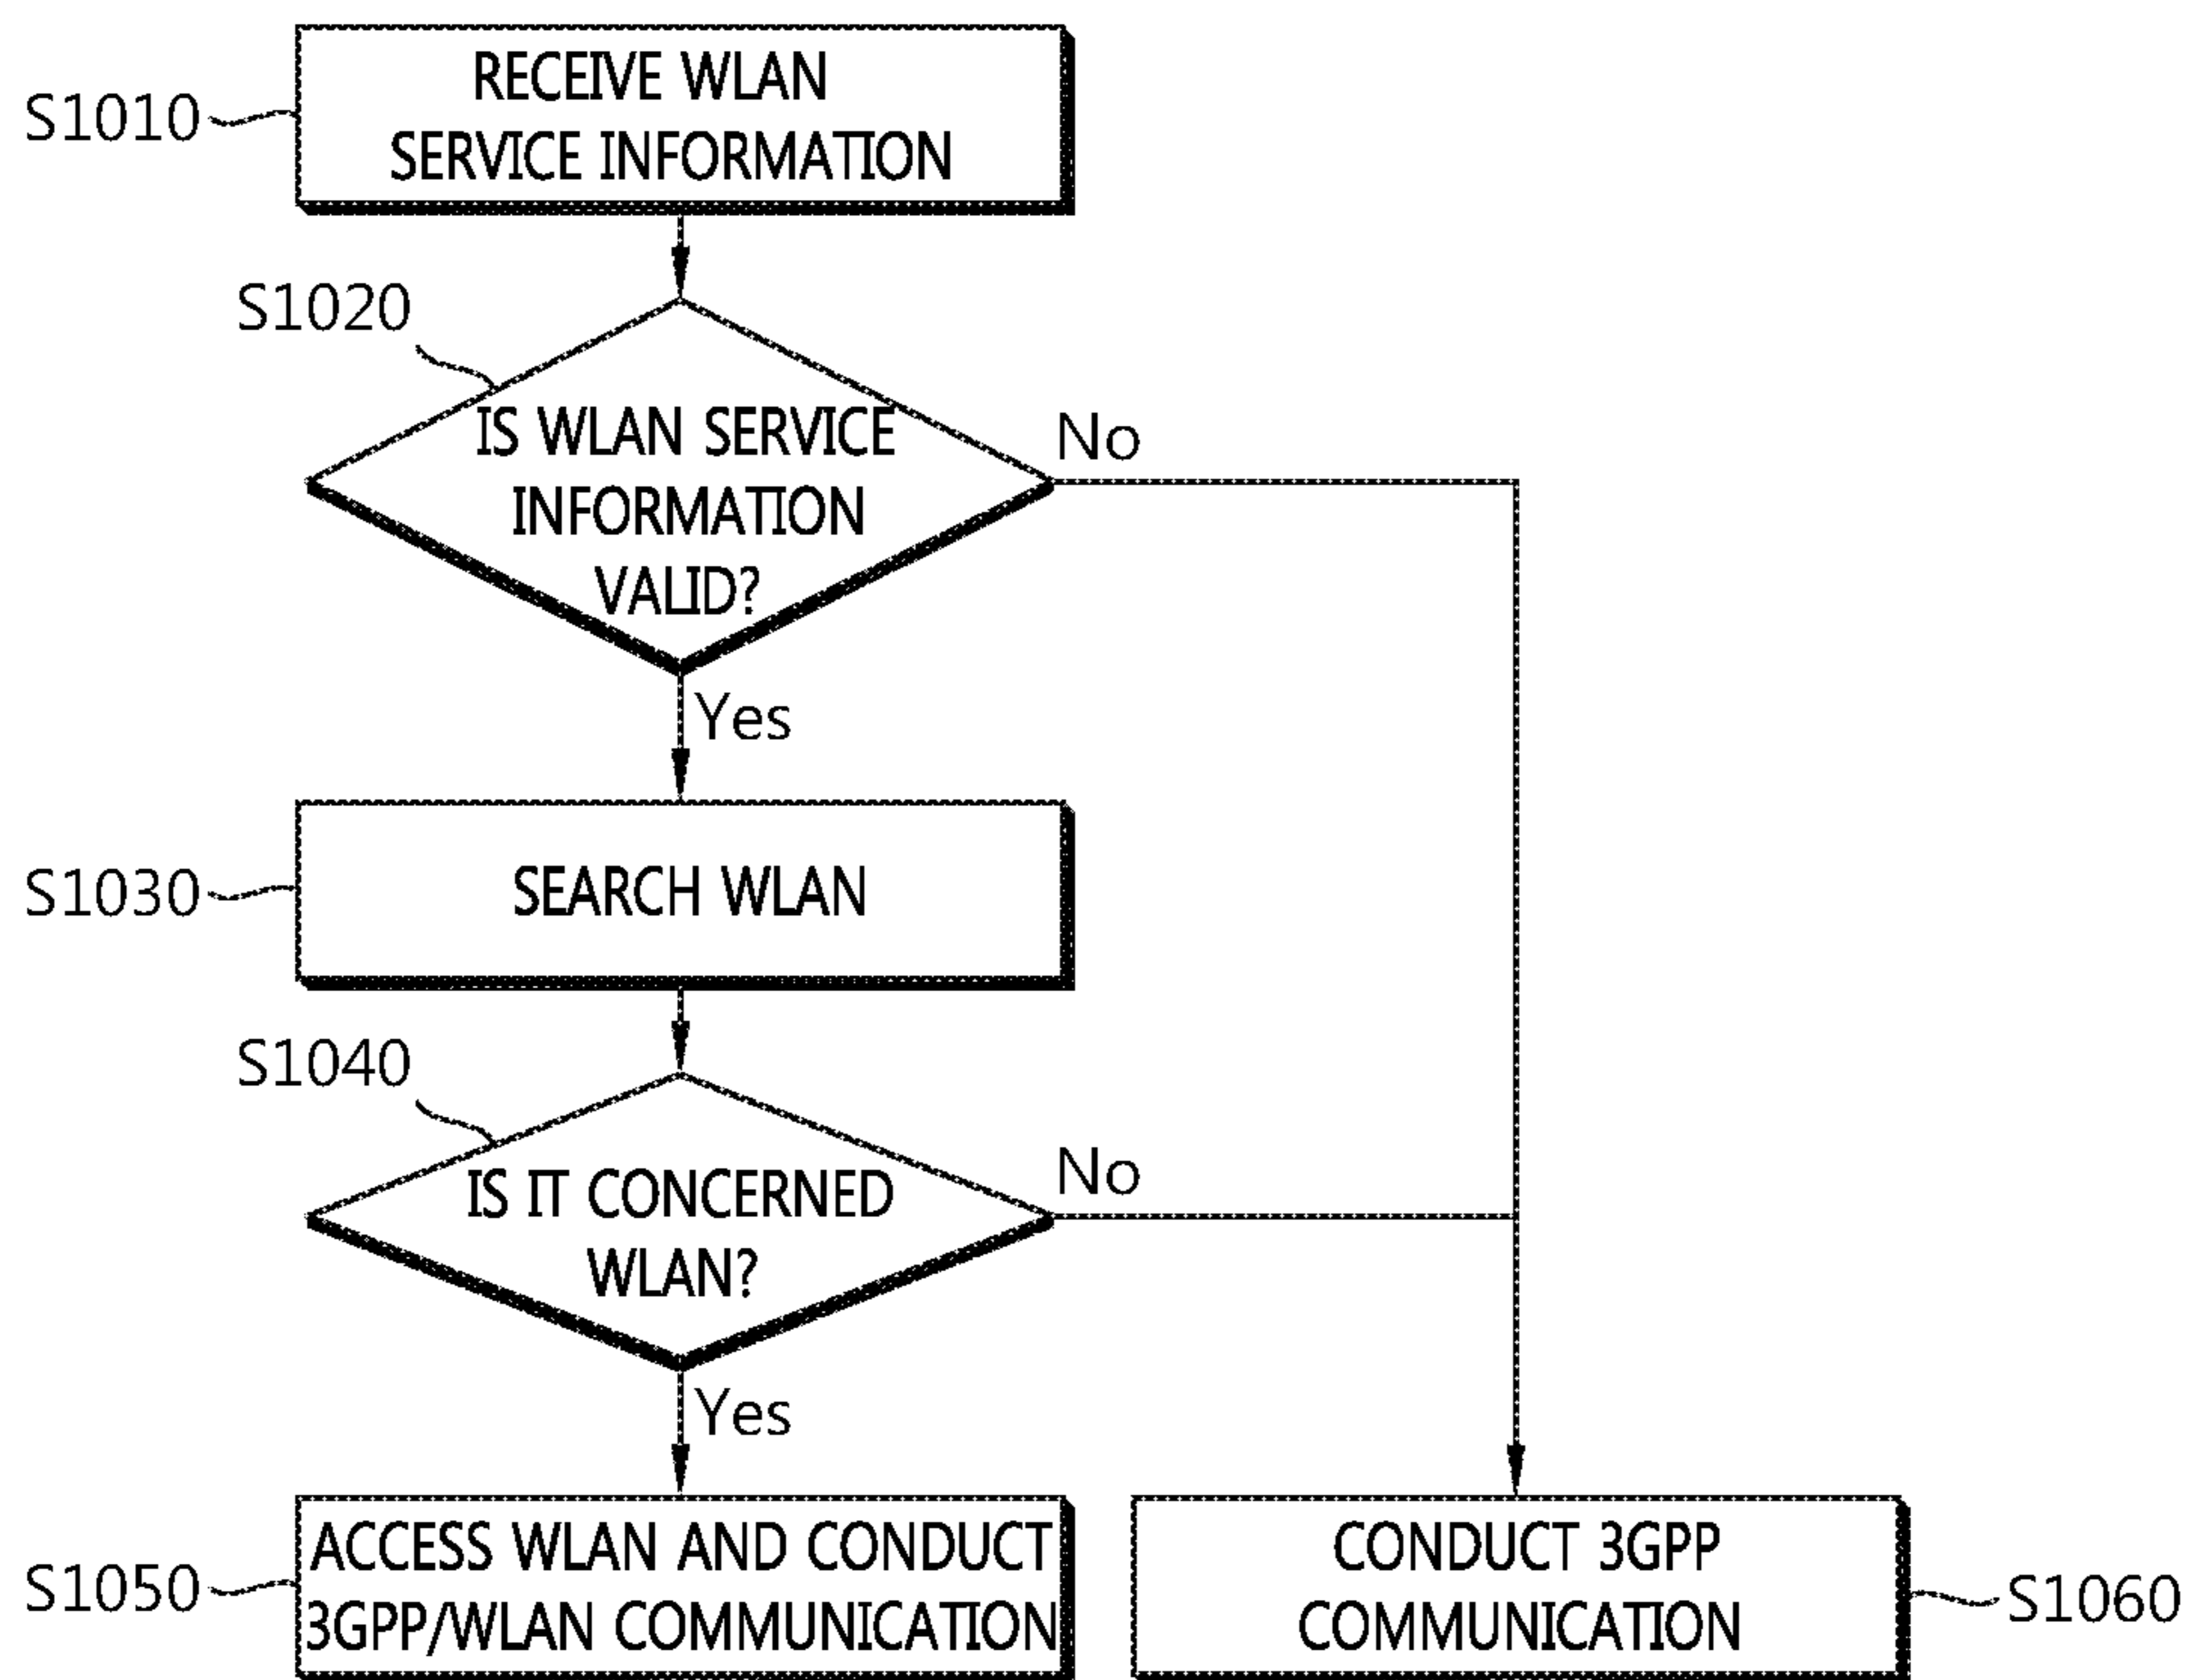 RECEIVE WLAN
SERVICE INFORMATION
S1010
S1020
IS WLAN SERVICE
INFORMATION
VALID?
No
Yes
S1030
SEARCH WLAN
S1040
IS IT CONCERNED
WLAN?
No
Yes
S1050
ACCESS WLAN AND CONDUCT
3GPP/WLAN COMMUNICATION
CONDUCT 3GPP
COMMUNICATION
S1060